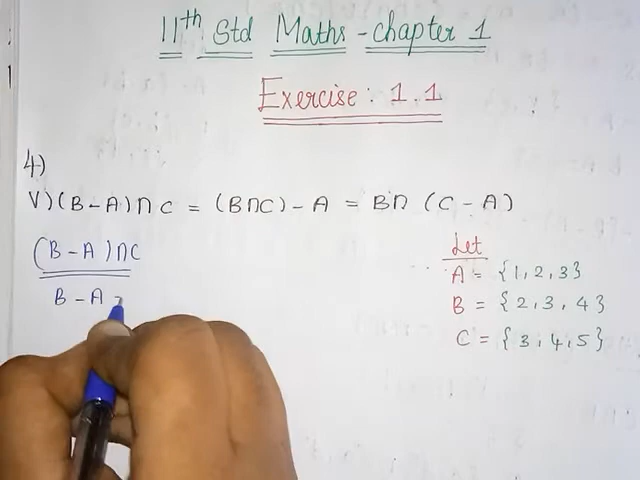 11th Std Maths - chapter 1
Exercise : 1.1
4)
V) (B - A) ∩ C = (B∩C) - A = B∩ (C - A)
(B - A) ∩C
B - A =
Let
A = {1, 2, 3}
B = {2, 3, 4}
C = {3, 4, 5}